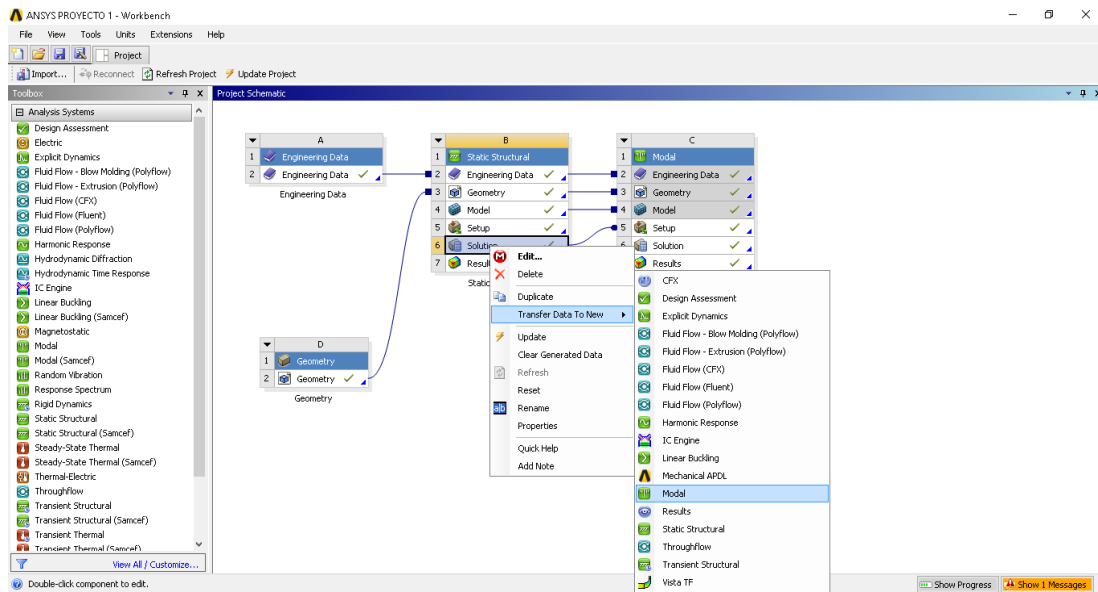 ANSYS PROYECTO 1 - Workbench
File View Tools Units Extensions Help
Project
Import... Reconnect Refresh Project Update Project
Toolbox
Analysis Systems
Design Assessment
Electric
Explicit Dynamics
Fluid Flow - Blow Molding (Polyflow)
Fluid Flow - Extrusion (Polyflow)
Fluid Flow (CFX)
Fluid Flow (Fluent)
Fluid Flow (Polyflow)
Harmonic Response
Hydrodynamic Diffraction
Hydrodynamic Time Response
IC Engine
Linear Buckling
Linear Buckling (Samcef)
Magnetostatic
Modal
Modal (Samcef)
Random Vibration
Response Spectrum
Rigid Dynamics
Static Structural
Static Structural (Samcef)
Steady-State Thermal
Steady-State Thermal (Samcef)
Thermal-Electric
Throughflow
Transient Structural
Transient Structural (Samcef)
Transient Thermal
Transient Thermal (Samcef)
View All / Customize...
Project Schematic
A
1 Engineering Data
2 Engineering Data
Engineering Data
B
1 Static Structural
2 Engineering Data
3 Geometry
4 Model
5 Setup
6 Solution
7 Resul
Static
C
1 Modal
2 Engineering Data
3 Geometry
4 Model
5 Setup
6 Solution
Results
D
1 Geometry
2 Geometry
Geometry
Edit...
Delete
Duplicate
Transfer Data To New
Update
Clear Generated Data
Refresh
Reset
Rename
Properties
Quick Help
Add Note
CFX
Design Assessment
Explicit Dynamics
Fluid Flow - Blow Molding (Polyflow)
Fluid Flow - Extrusion (Polyflow)
Fluid Flow (CFX)
Fluid Flow (Fluent)
Fluid Flow (Polyflow)
Harmonic Response
IC Engine
Linear Buckling
Mechanical APDL
Modal
Results
Static Structural
Throughflow
Transient Structural
Vista TF
Double-click component to edit.
Show Progress Show 1 Messages